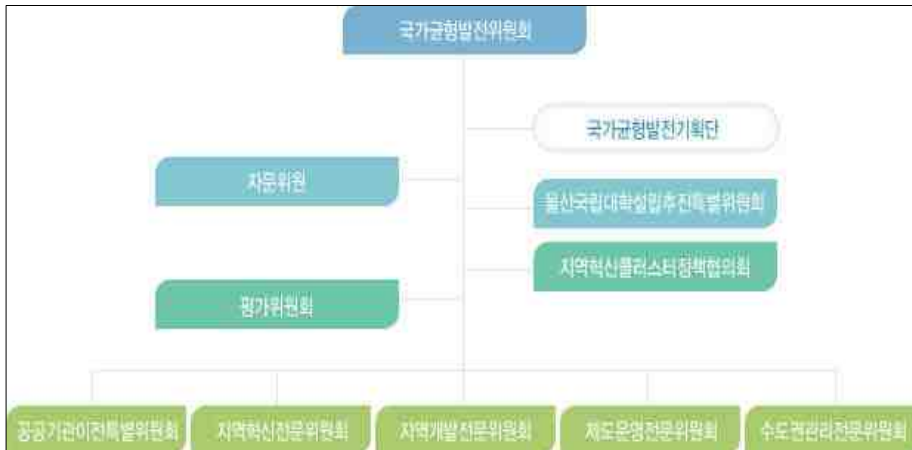 국가균형발전위원회
국가균형발전기획단
자문위원
울산국립대학설립추진특별위원회
지역혁신클러스터정책협의회
평가위원회
공공기관이전특별위원회
지역혁신전문위원회
지역개발전문위원회
제도운영전문위원회
수도권관리전문위원회